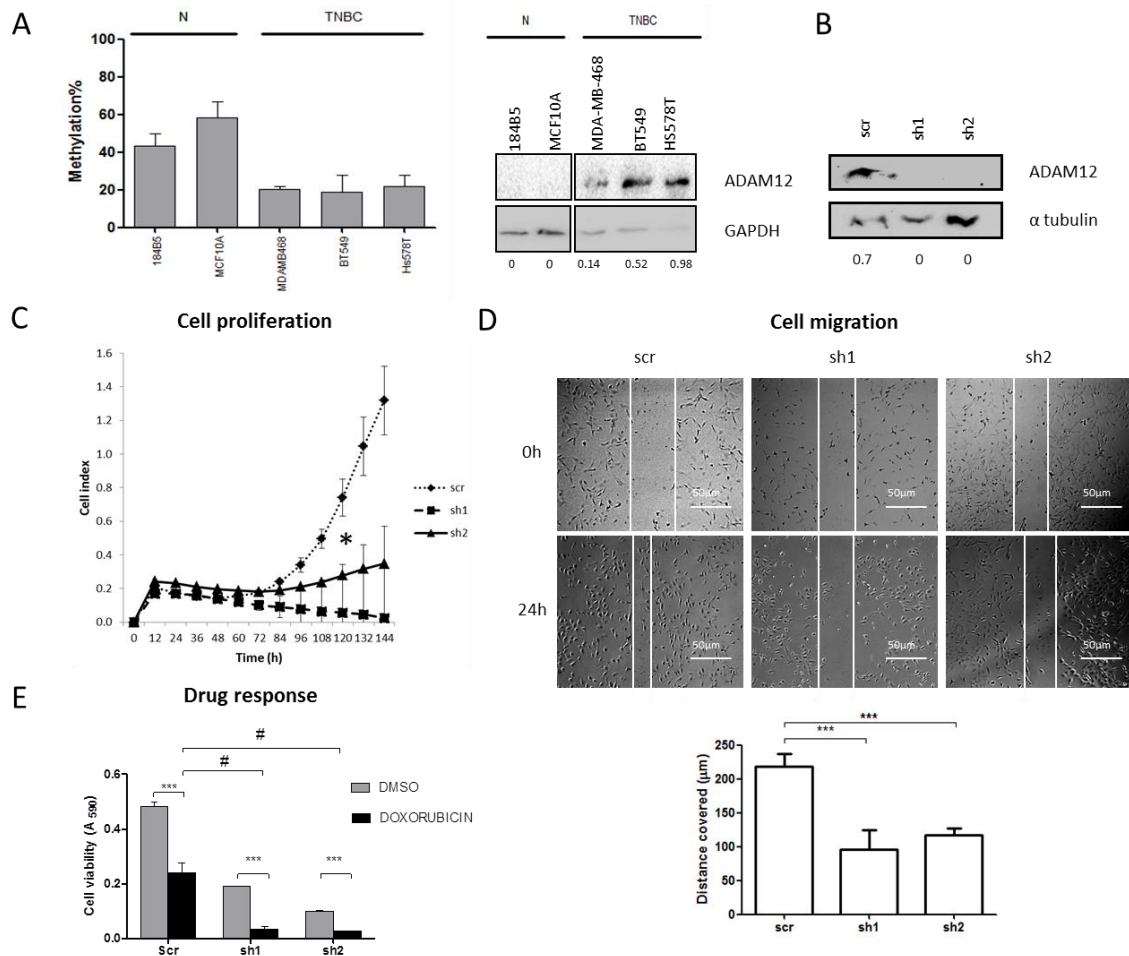 A
N
TNBC
Methylation%
100
80
60
40
20
0
184B5
MCF10A
MDAMB468
BT549
Hs578T
N
TNBC
184B5
MCF10A
MDA-MB-468
BT549
HS578T
ADAM12
GAPDH
0 0 0.14 0.52 0.98
B
scr sh1 sh2
ADAM12
α tubulin
0.7 0 0
C
Cell proliferation
Cell index
1.6
1.4
1.2
1.0
0.8
0.6
0.4
0.2
0.0
*
0 12 24 36 48 60 72 84 96 108 120 132 144
Time (h)
scr
sh1
sh2
D
Cell migration
scr sh1 sh2
0h
50μm 50μm 50μm
24h
50μm 50μm 50μm
***
***
Distance covered (μm)
250
200
150
100
50
0
scr sh1 sh2
E
Drug response
#
#
Cell viability (A 590)
0.6
0.4
0.2
0.0
*** *** ***
DMSO
DOXORUBICIN
Scr sh1 sh2